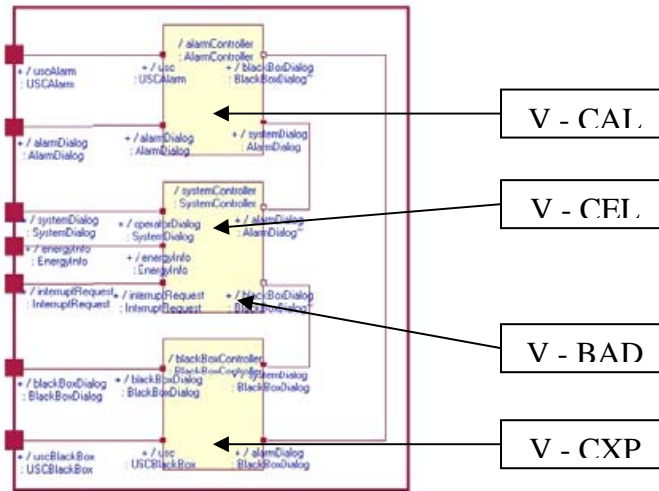 / alarmController
: AlarmController
+ / uscAlarm
: USCAlarm
+ / usc
: USCAlarm
+ / blackBoxDialog
: BlackBoxDialog~
+ / alarmDialog
: AlarmDialog
+ / alarmDialog
: AlarmDialog
+ / systemDialog
: AlarmDialog
/ systemController
: SystemController
+ / systemDialog
: SystemDialog
+ / operatorDialog
: SystemDialog
+ / alarmDialog
: AlarmDialog~
+ / energyInfo
: EnergyInfo
+ / energyInfo
: EnergyInfo
+ / interruptRequest
: InterruptRequest
+ / interruptRequest
: InterruptRequest
+ / blackBoxDialog
: BlackBoxDialog~
/ blackBoxController
: BlackBoxController
+ / blackBoxDialog
: BlackBoxDialog
+ / blackBoxDialog
: BlackBoxDialog
+ / systemDialog
: BlackBoxDialog
+ / uscBlackBox
: USCBlackBox
+ / usc
: USCBlackBox
+ / alarmDialog
: BlackBoxDialog
V - CAL
V - CEL
V - BAD
V - CXP